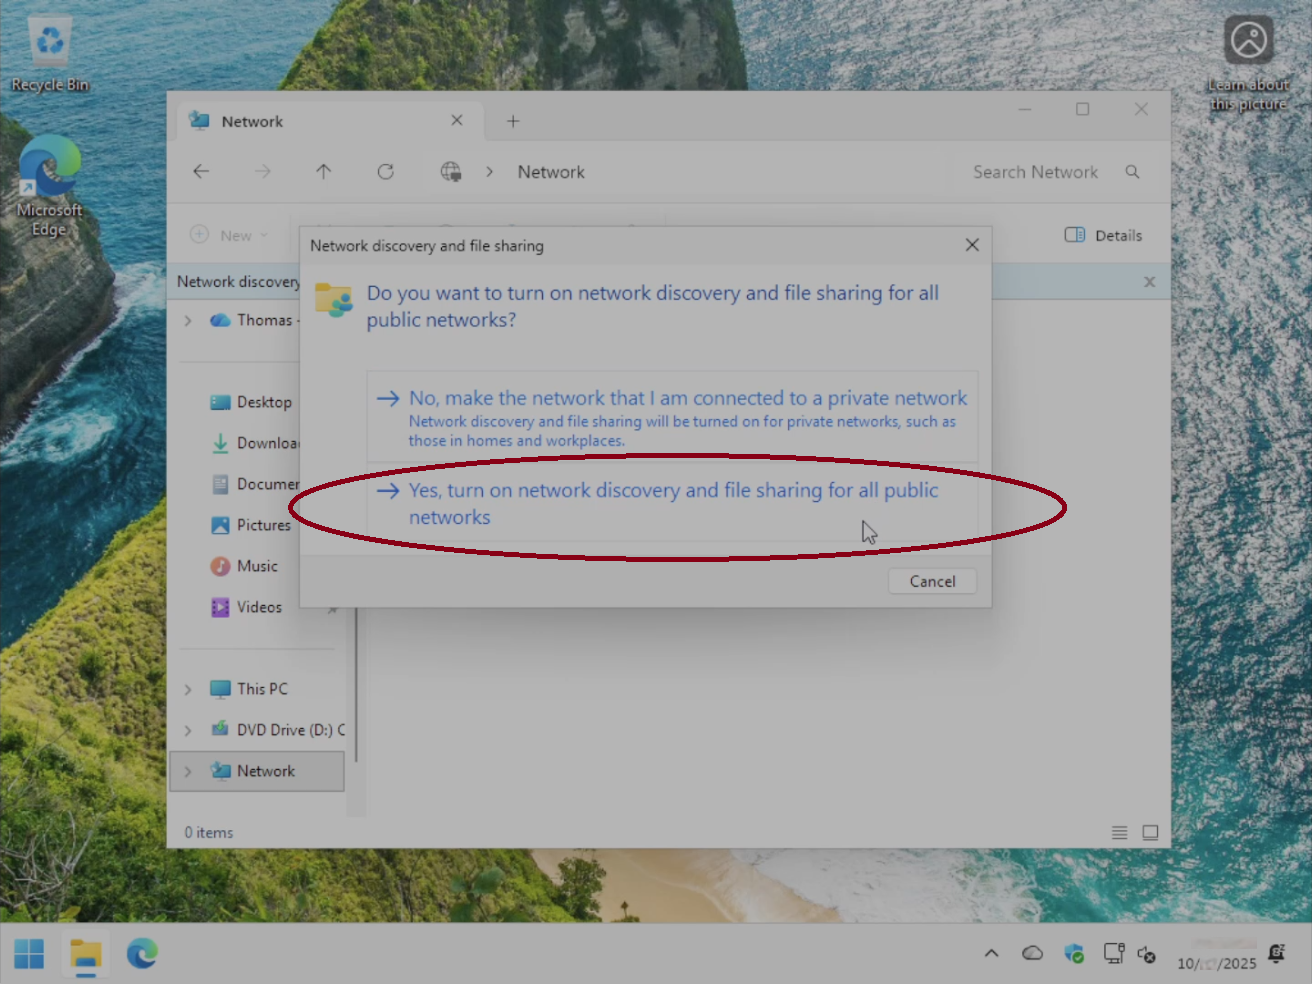 Recycle Bin
Learn about
this picture
Microsoft
Edge
Network
Network
Search Network
New
Details
Network discovery
Network discovery and file sharing
Do you want to turn on network discovery and file sharing for all
public networks?
No, make the network that I am connected to a private network
Network discovery and file sharing will be turned on for private networks, such as
those in homes and workplaces.
Yes, turn on network discovery and file sharing for all public
networks
Cancel
Thomas -
Desktop
Downloa
Documer
Pictures
Music
Videos
This PC
DVD Drive (D:) C
Network
0 items
10/ /2025